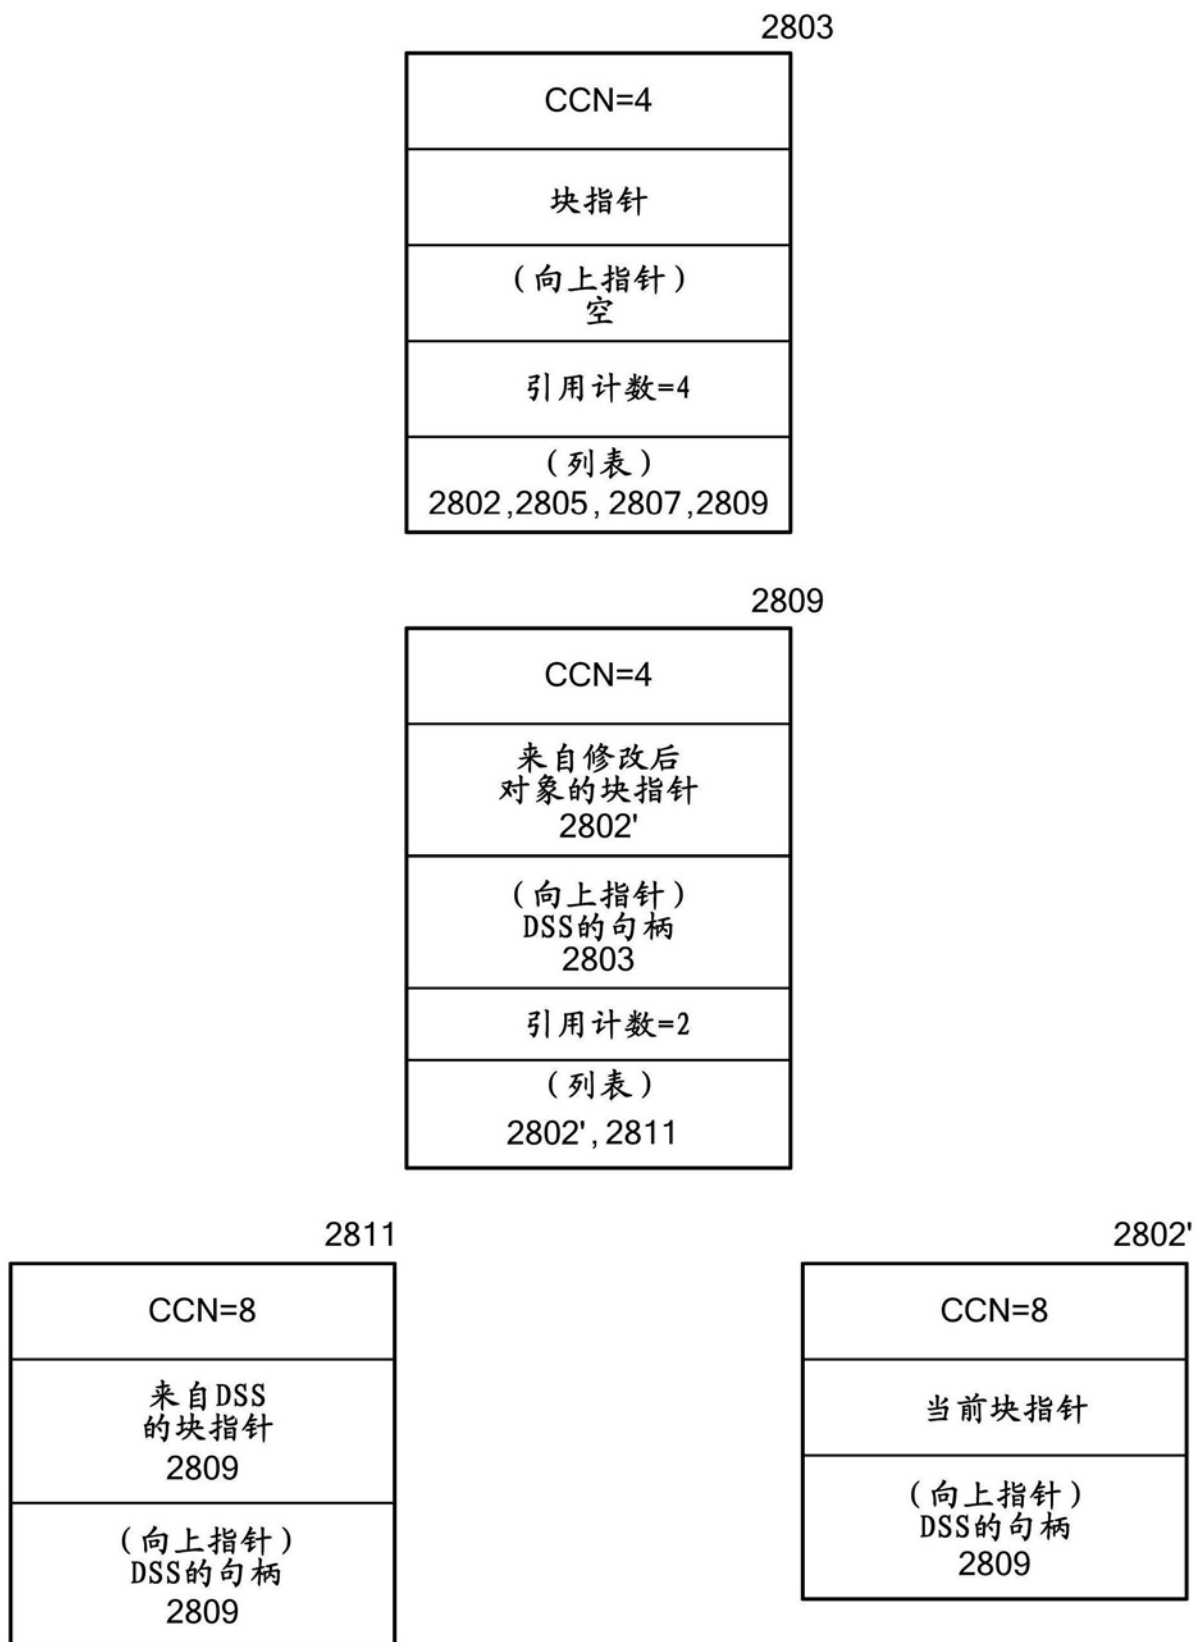 2803
CCN=4
块指针
(向上指针)
空
引用计数=4
(列表)
2802,2805, 2807,2809
2809
CCN=4
来自修改后
对象的块指针
2802'
(向上指针)
DSS的句柄
2803
引用计数=2
(列表)
2802', 2811
2811
CCN=8
来自DSS
的块指针
2809
(向上指针)
DSS的句柄
2809
2802'
CCN=8
当前块指针
(向上指针)
DSS的句柄
2809